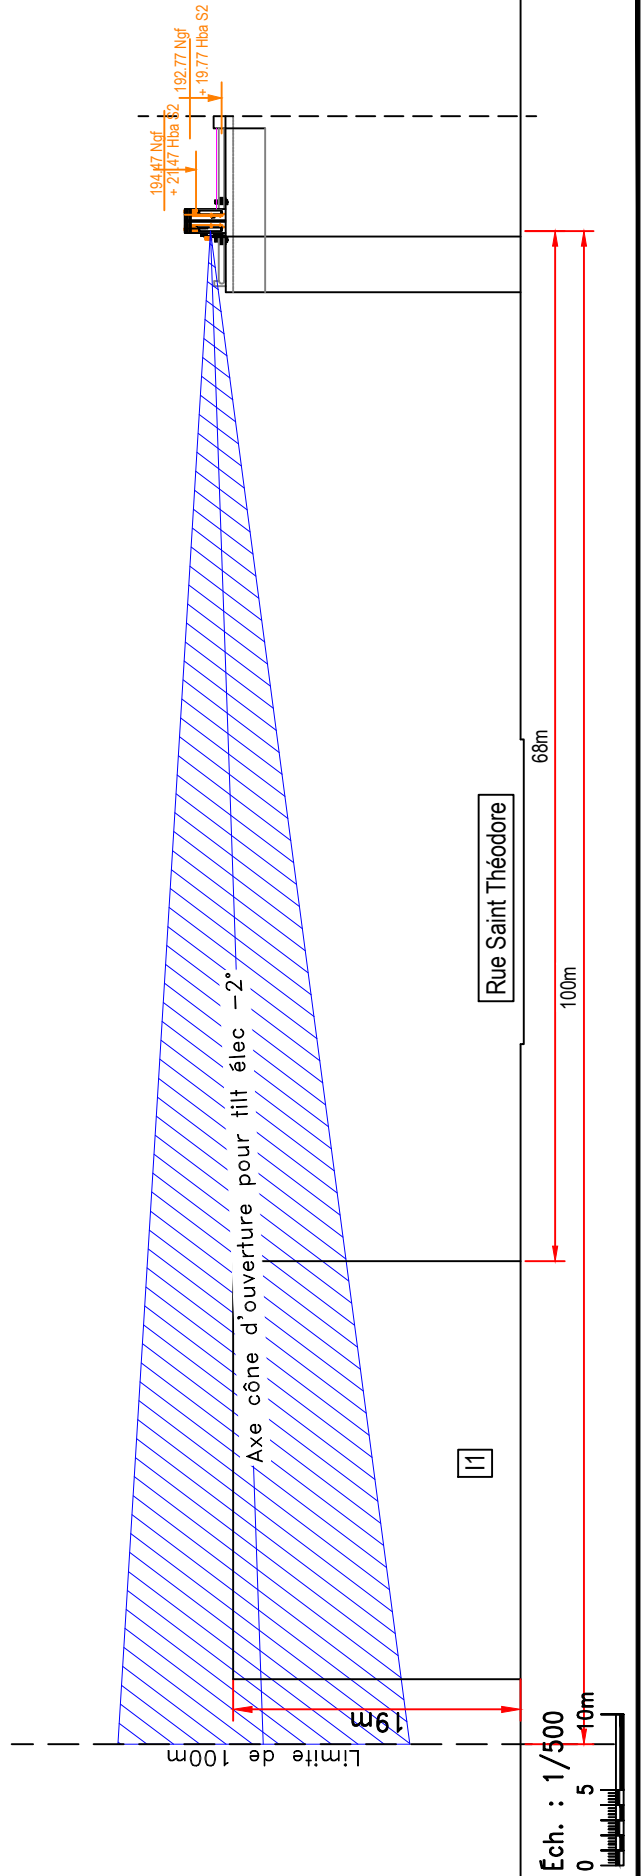 192.77 Ngf
+ 19.77 Hba S2
194.47 Ngf
+ 21.47 Hba S2
Axe cône d'ouverture pour tilt élec -2°
Rue Saint Théodore
68m
100m
I1
19m
Limite de 100m
Éch. : 1/500
0 5 10m